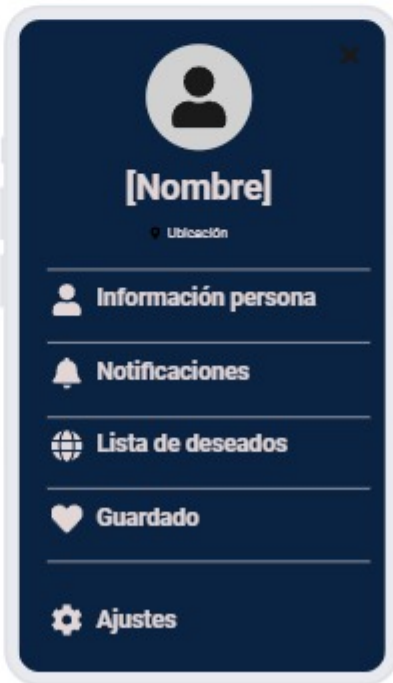 [Nombre]
Ubicación
Información persona
Notificaciones
Lista de deseados
Guardado
Ajustes